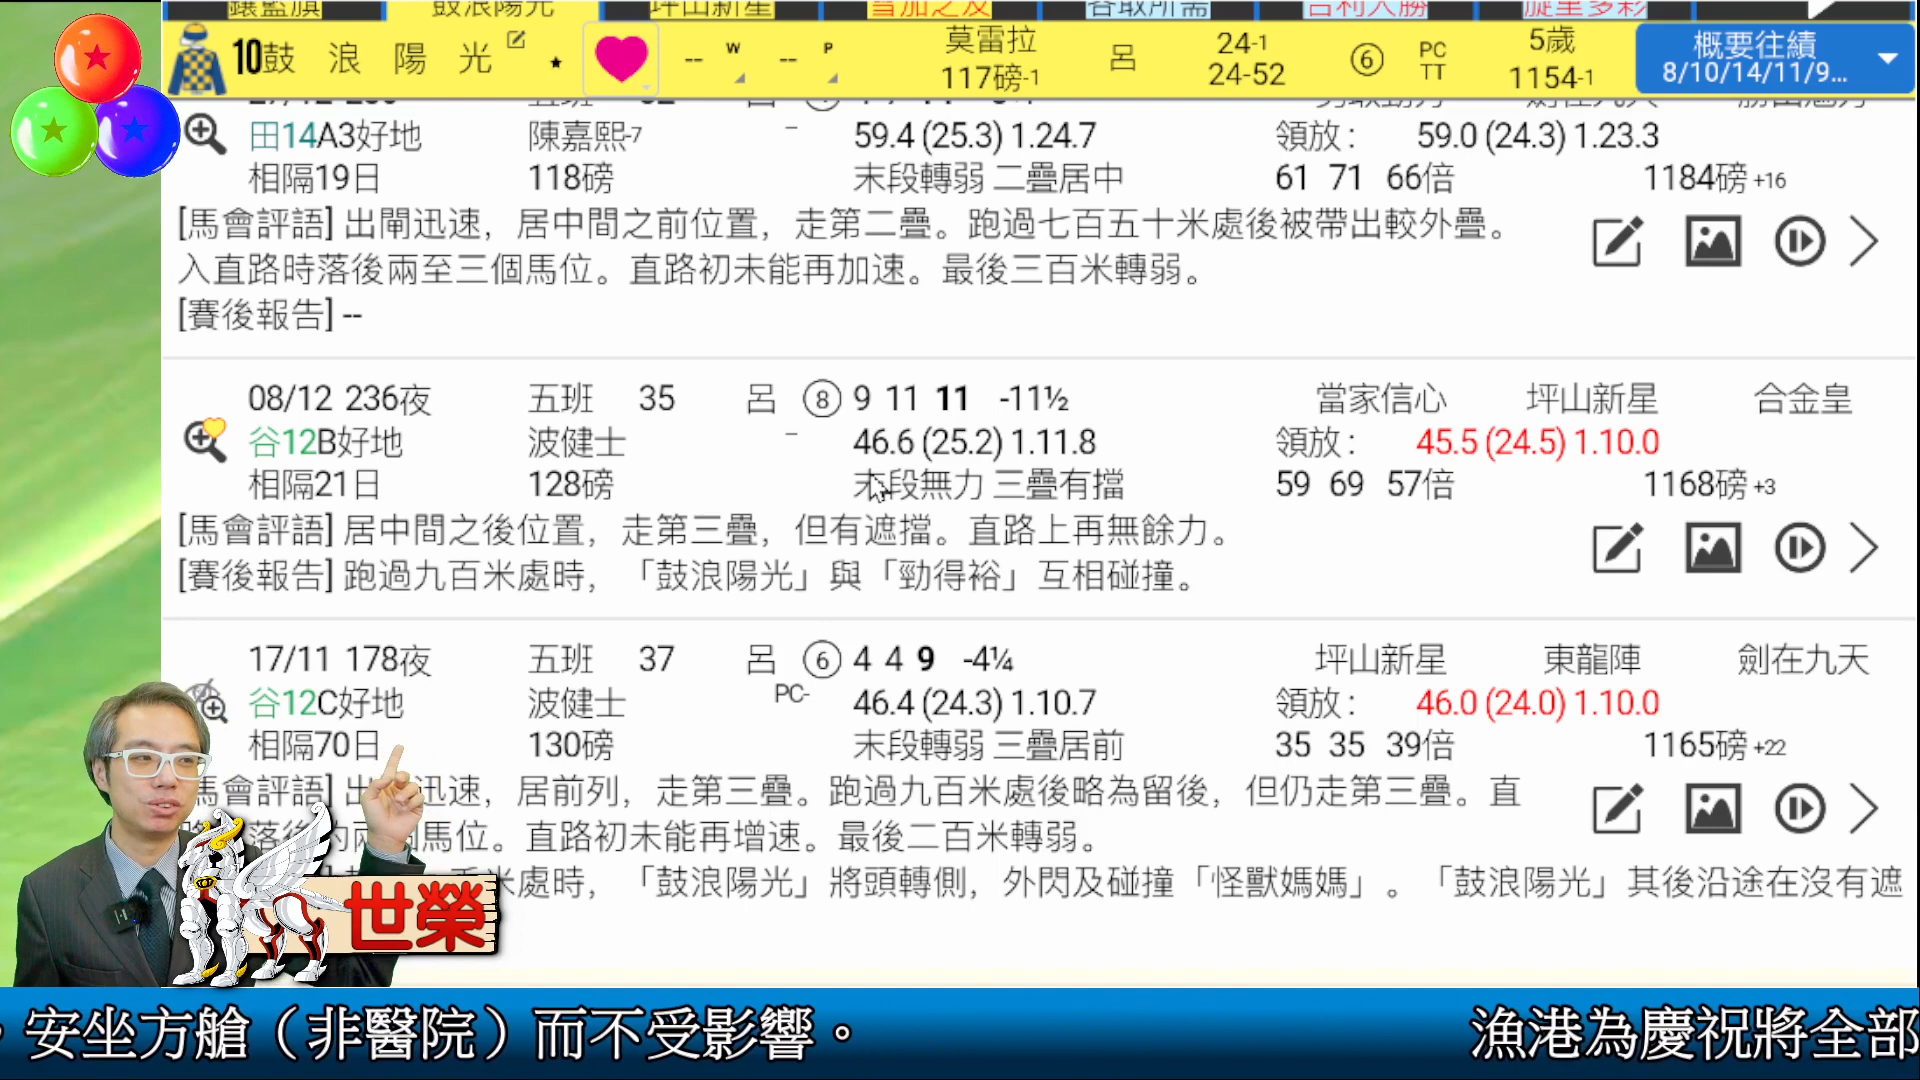 鼓浪陽光
坪山新星
各取所需
10鼓 浪 陽 光 ★ -- W -- P 莫雷拉 呂 24-1 ⑥ PC 5歲 概要往績
117磅-1 24-52 TT 1154-1 8/10/14/11/9...
田14A3好地 陳嘉熙-7 - 59.4 (25.3) 1.24.7 領放： 59.0 (24.3) 1.23.3
相隔19日 118磅 末段轉弱 二疊居中 61 71 66倍 1184磅+16
[馬會評語] 出閘迅速，居中間之前位置，走第二疊。跑過七百五十米處後被帶出較外疊。
入直路時落後兩至三個馬位。直路初未能再加速。最後三百米轉弱。
[賽後報告] --
08/12 236夜 五班 35 呂 ⑧ 9 11 11 -11½ 當家信心 坪山新星 合金皇
谷12B好地 波健士 - 46.6 (25.2) 1.11.8 領放： 45.5 (24.5) 1.10.0
相隔21日 128磅 末段無力 三疊有擋 59 69 57倍 1168磅+3
[馬會評語] 居中間之後位置，走第三疊，但有遮擋。直路上再無餘力。
[賽後報告] 跑過九百米處時，「鼓浪陽光」與「勁得裕」互相碰撞。
17/11 178夜 五班 37 呂 ⑥ 4 4 9 -4¼ 坪山新星 東龍陣 劍在九天
谷12C好地 波健士 PC- 46.4 (24.3) 1.10.7 領放： 46.0 (24.0) 1.10.0
相隔70日 130磅 末段轉弱 三疊居前 35 35 39倍 1165磅+22
馬會評語] 出 迅速，居前列，走第三疊。跑過九百米處後略為留後，但仍走第三疊。直
落後約兩個馬位。直路初未能再增速。最後二百米轉弱。
米處時，「鼓浪陽光」將頭轉側，外閃及碰撞「怪獸媽媽」。「鼓浪陽光」其後沿途在沒有遮
世榮
，安坐方艙（非醫院）而不受影響。 漁港為慶祝將全部